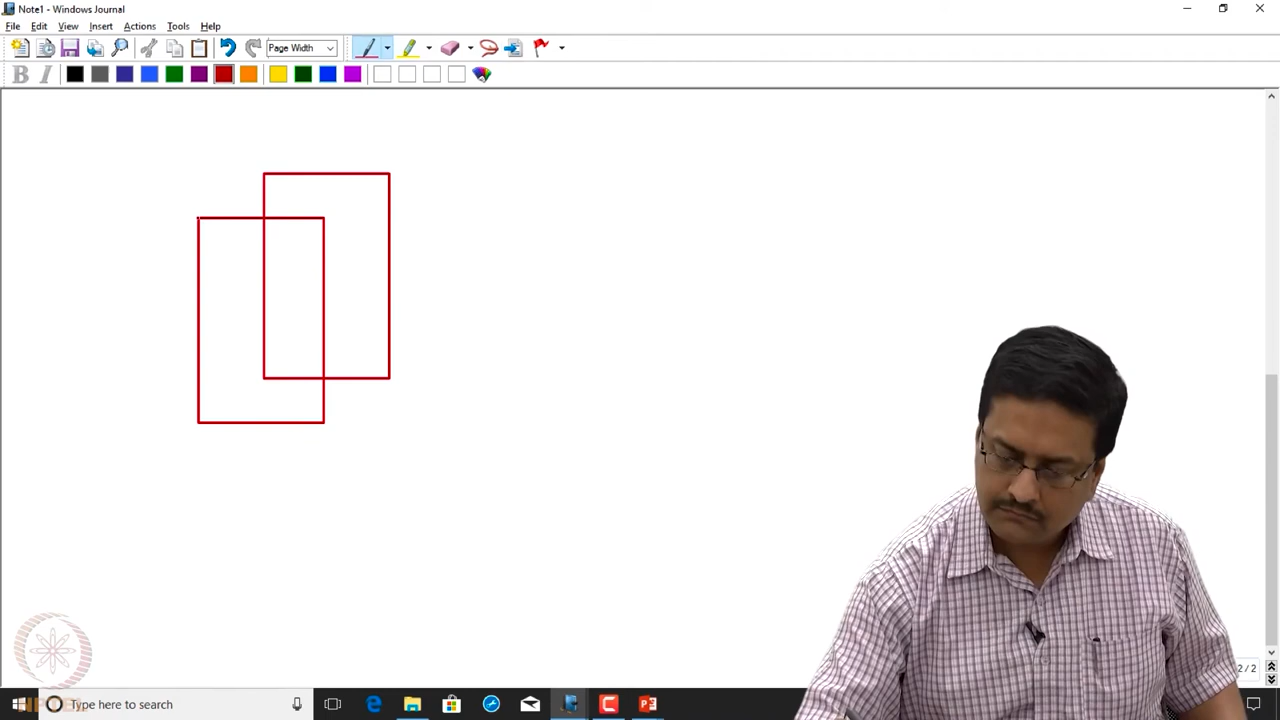 Note1 - Windows Journal
File Edit View Insert Actions Tools Help
Page Width
B I
2 / 2
Type here to search